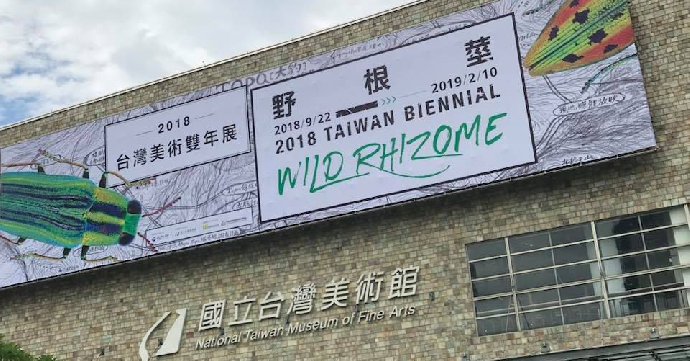 2018
台灣美術雙年展
野根莖
2018/9/22 >>> 2019/2/10
2018 TAIWAN BIENNIAL
WILD RHIZOME
國立台灣美術館
National Taiwan Museum of Fine Arts